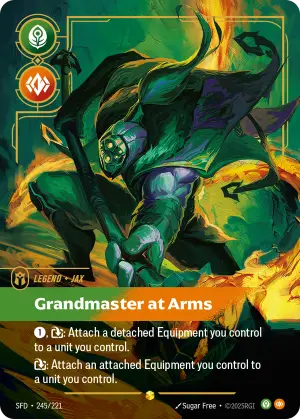 LEGEND • JAX
Grandmaster at Arms
1, : Attach a detached Equipment you control
to a unit you control.
: Attach an attached Equipment you control to
a unit you control.
SFD • 245/221
Sugar Free • ©2025RGI